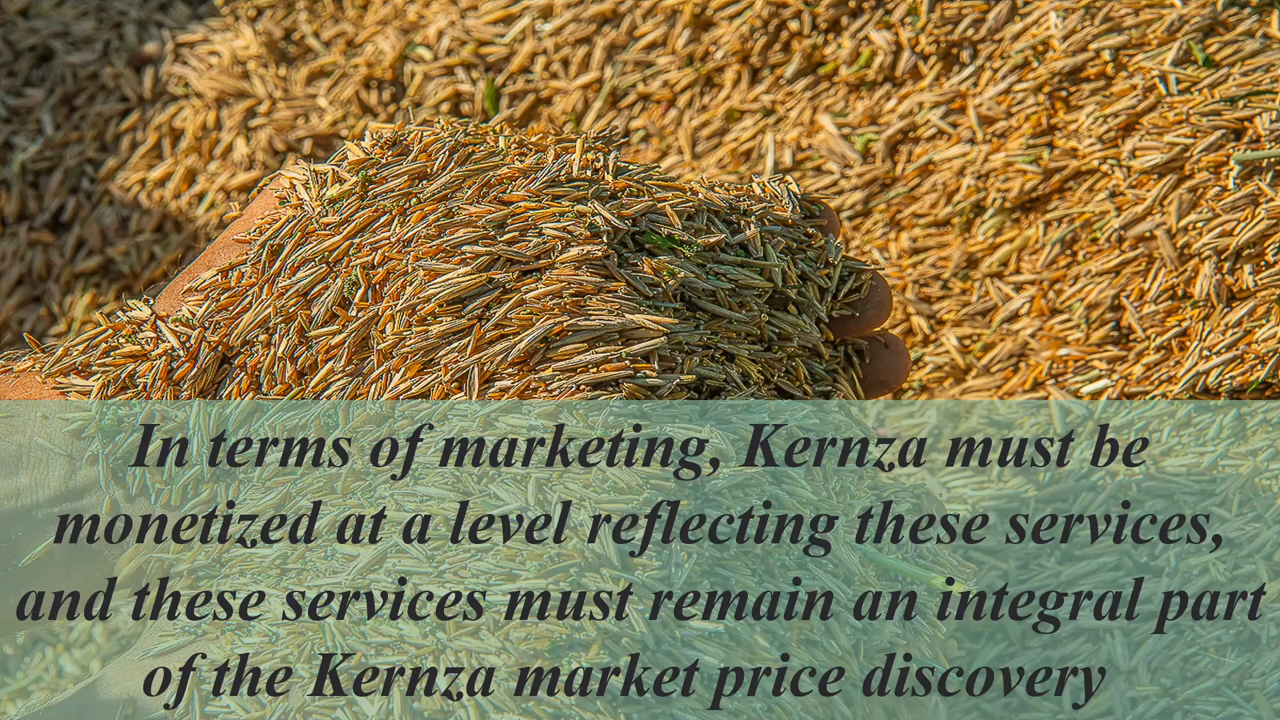 In terms of marketing, Kernza must be
monetized at a level reflecting these services,
and these services must remain an integral part
of the Kernza market price discovery